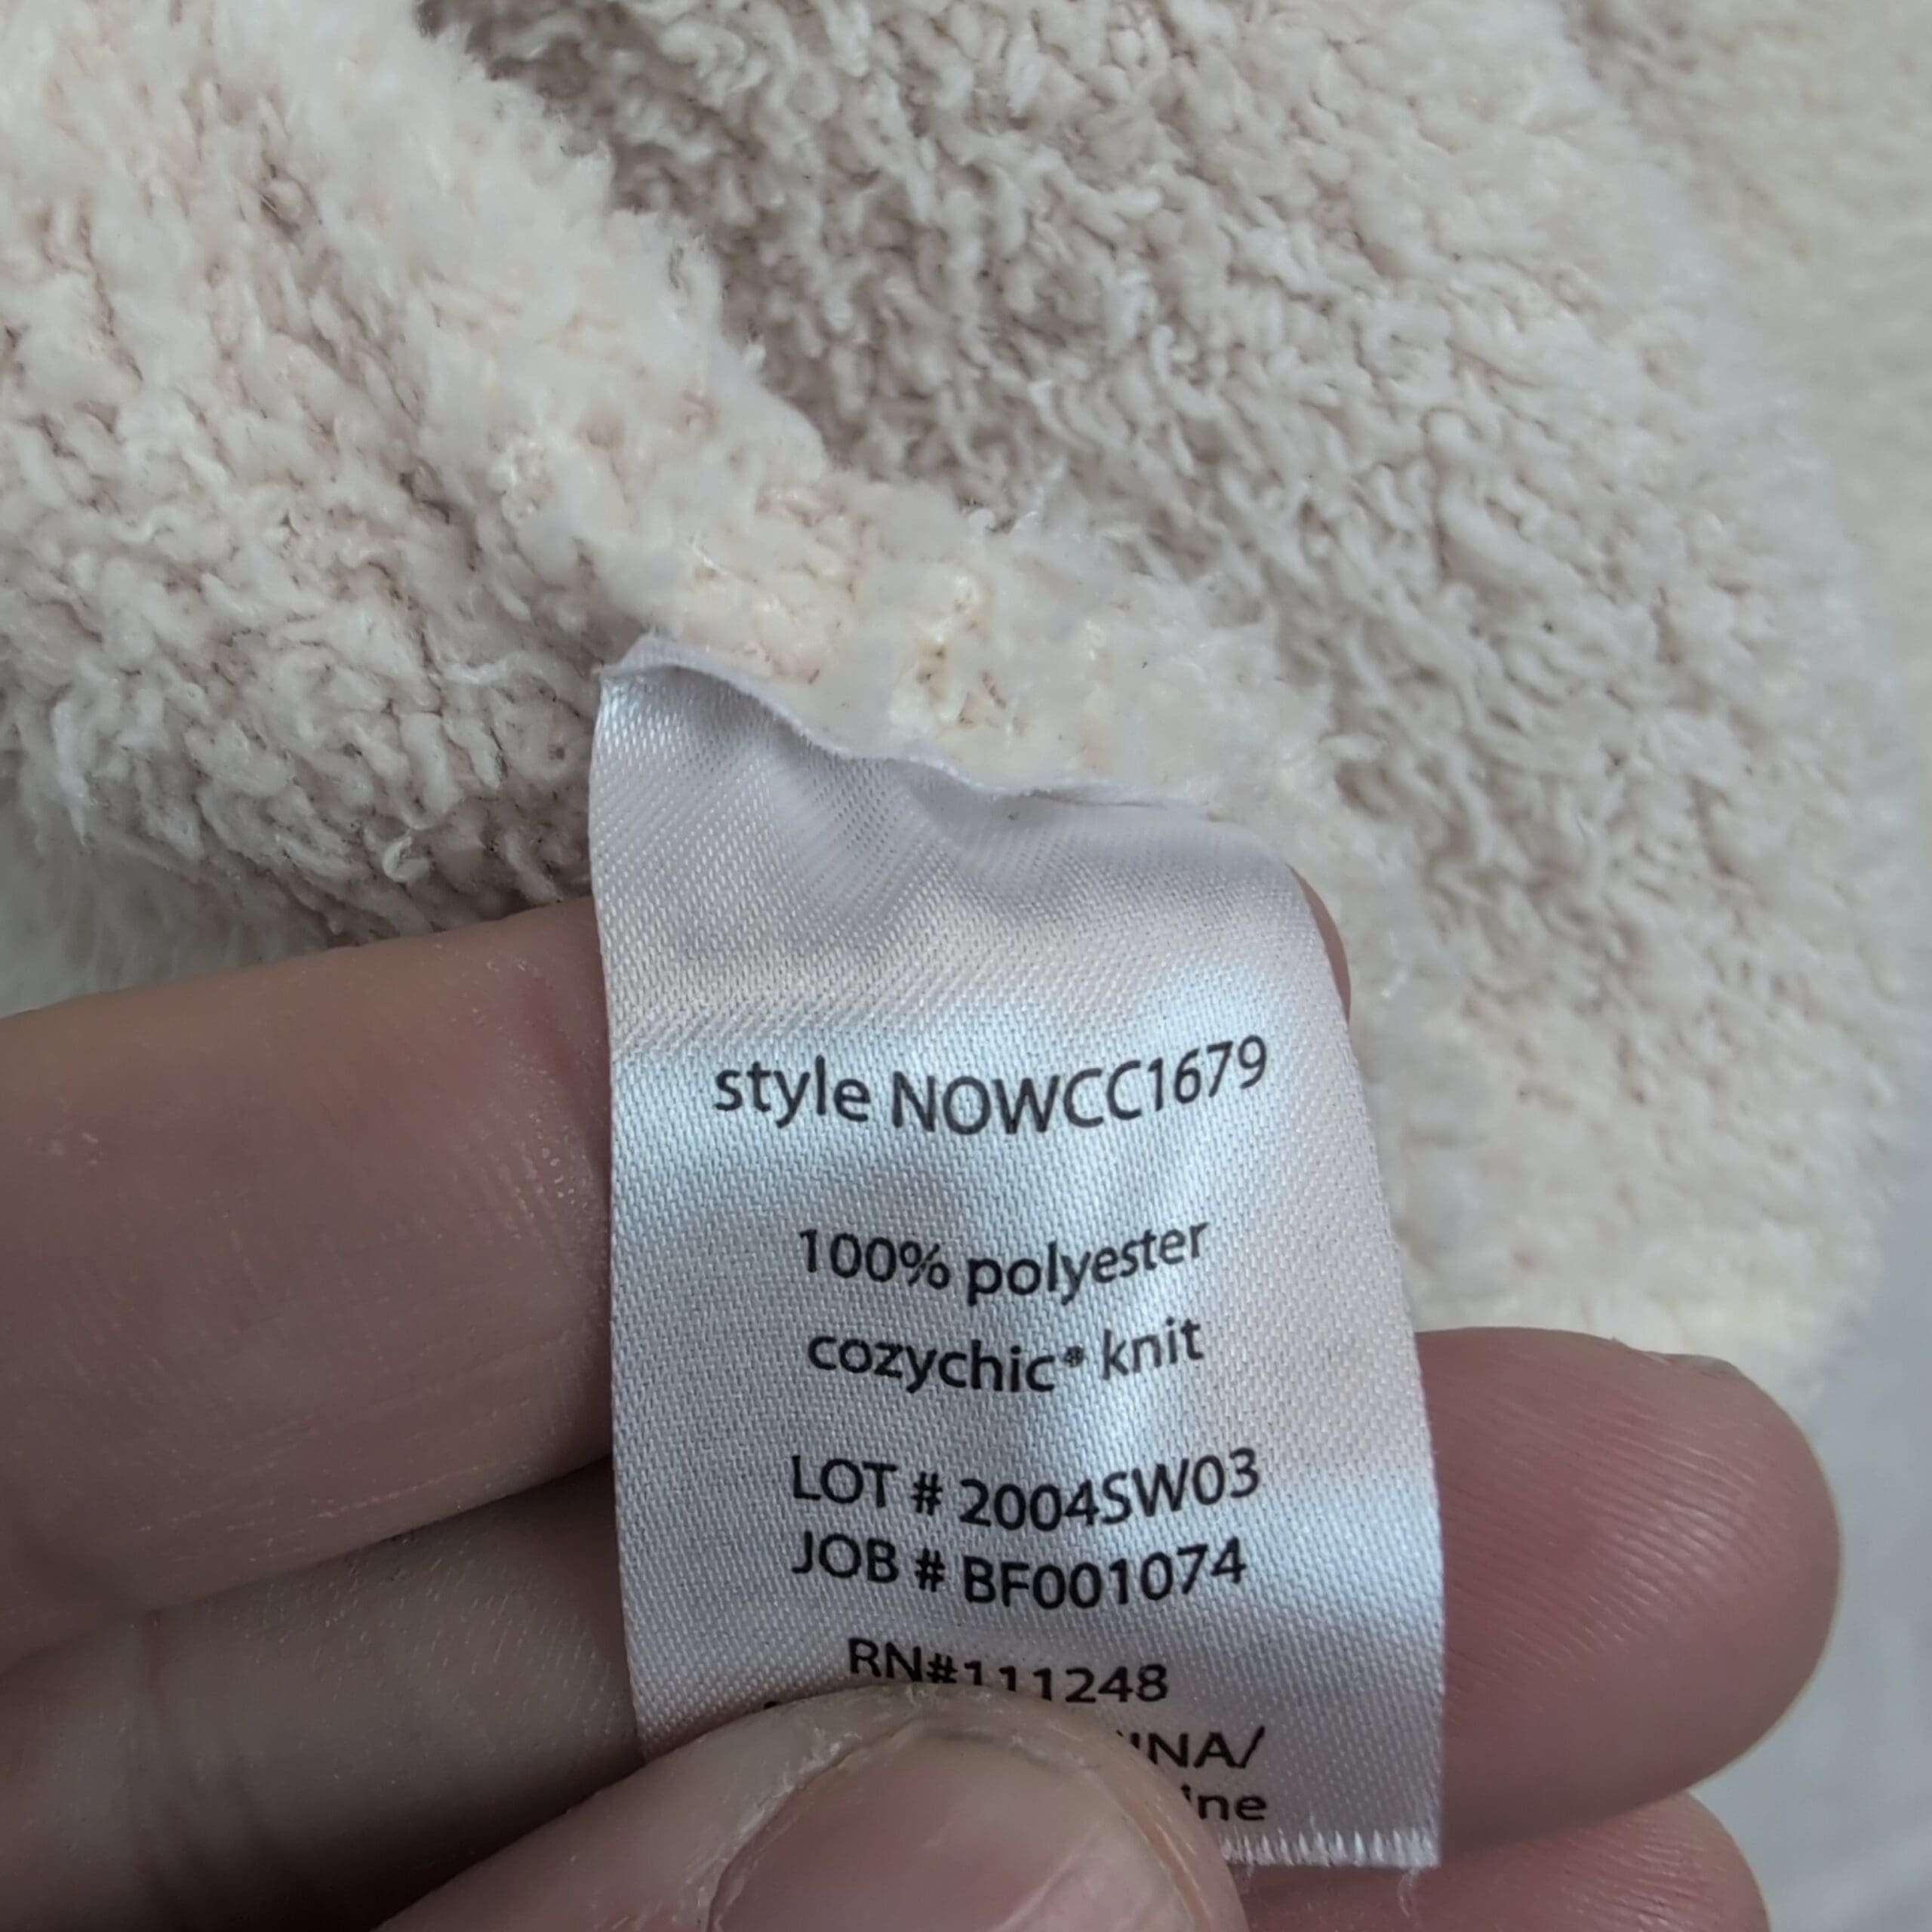 style NOWCC1679
100% polyester
cozychic® knit
LOT # 2004SW03
JOB # BF001074
RN#111248